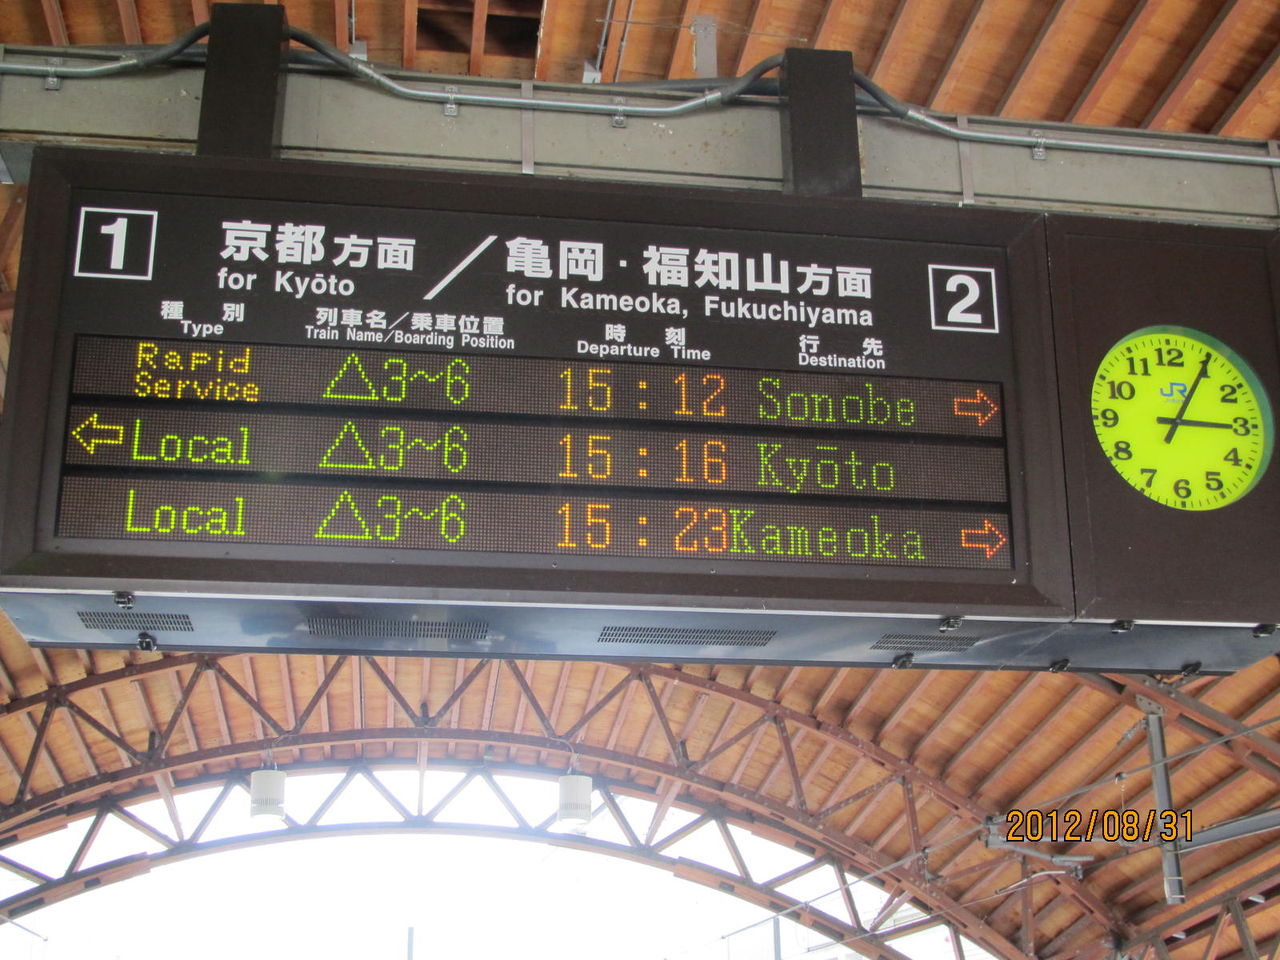 1 京都方面／亀岡・福知山方面 2
for Kyōto for Kameoka, Fukuchiyama
種別 列車名／乗車位置 時刻 行先
Type Train Name/Boarding Position Departure Time Destination
Rapid Service △3~6 15:12 Sonobe ⇨
⇦ Local △3~6 15:16 Kyōto
Local △3~6 15:23 Kameoka ⇨
12 1 2 3 4 5 6 7 8 9 10 11
JR
2012/08/31